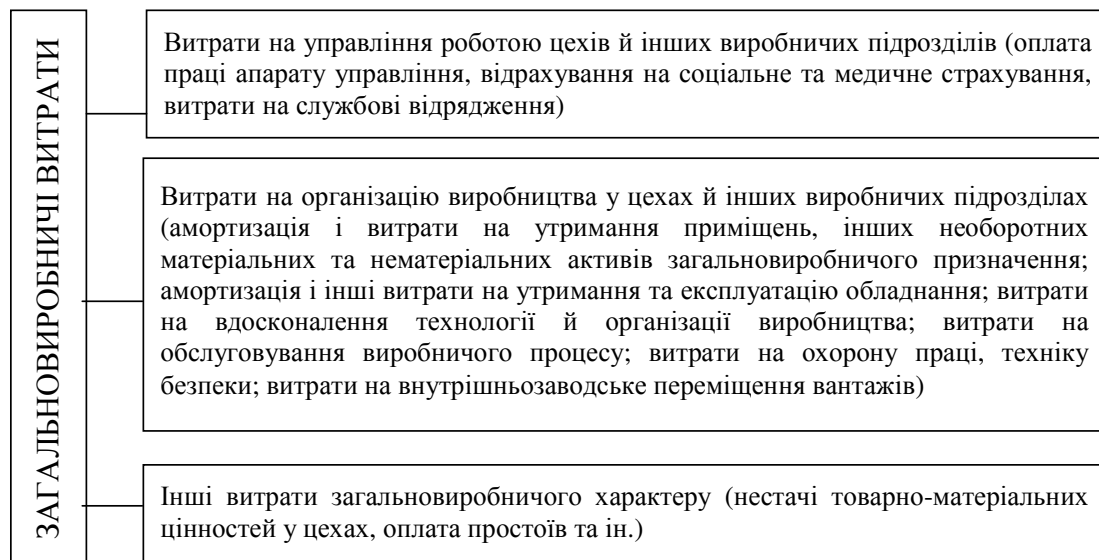 ЗАГАЛЬНОВИРОБНИЧІ ВИТРАТИ
Витрати на управління роботою цехів й інших виробничих підрозділів (оплата
праці апарату управління, відрахування на соціальне та медичне страхування,
витрати на службові відрядження)
Витрати на організацію виробництва у цехах й інших виробничих підрозділах
(амортизація і витрати на утримання приміщень, інших необоротних
матеріальних та нематеріальних активів загальновиробничого призначення;
амортизація і інші витрати на утримання та експлуатацію обладнання; витрати
на вдосконалення технології й організації виробництва; витрати на
обслуговування виробничого процесу; витрати на охорону праці, техніку
безпеки; витрати на внутрішньозаводське переміщення вантажів)
Інші витрати загальновиробничого характеру (нестачі товарно-матеріальних
цінностей у цехах, оплата простоїв та ін.)